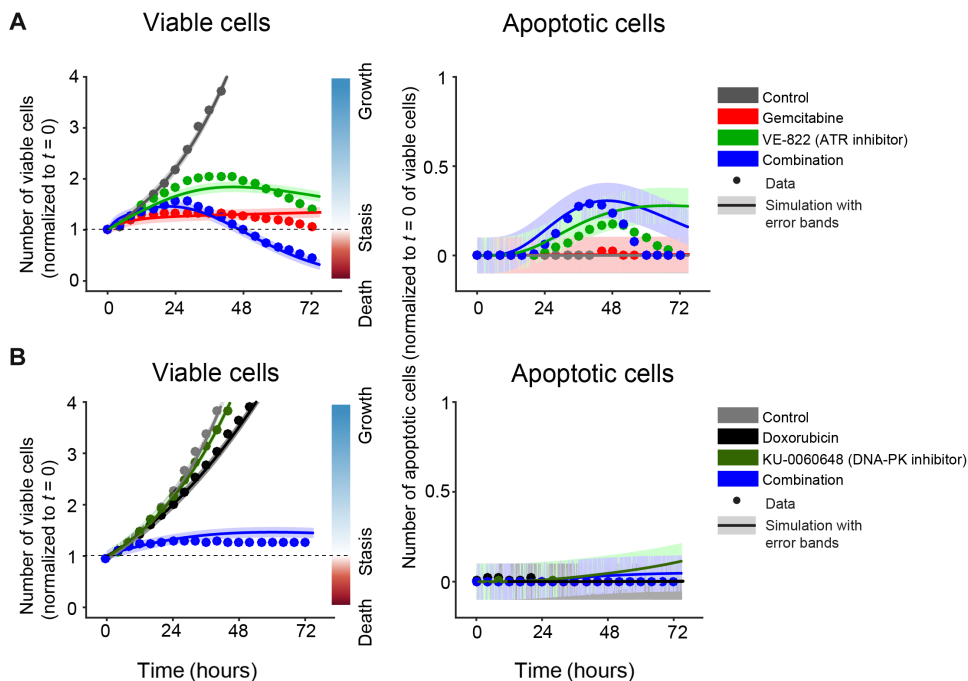 A
Viable cells
Apoptotic cells
Number of viable cells
(normalized to t = 0)
4
3
2
1
0
0
24
48
72
Growth
Stasis
Death
Number of apoptotic cells (normalized to t = 0 of viable cells)
1
0.5
0
0
24
48
72
Control
Gemcitabine
VE-822 (ATR inhibitor)
Combination
Data
Simulation with
error bands
B
Viable cells
Apoptotic cells
Number of viable cells
(normalized to t = 0)
4
3
2
1
0
0
24
48
72
Time (hours)
Growth
Stasis
Death
1
0.5
0
0
24
48
72
Time (hours)
Control
Doxorubicin
KU-0060648 (DNA-PK inhibitor)
Combination
Data
Simulation with
error bands